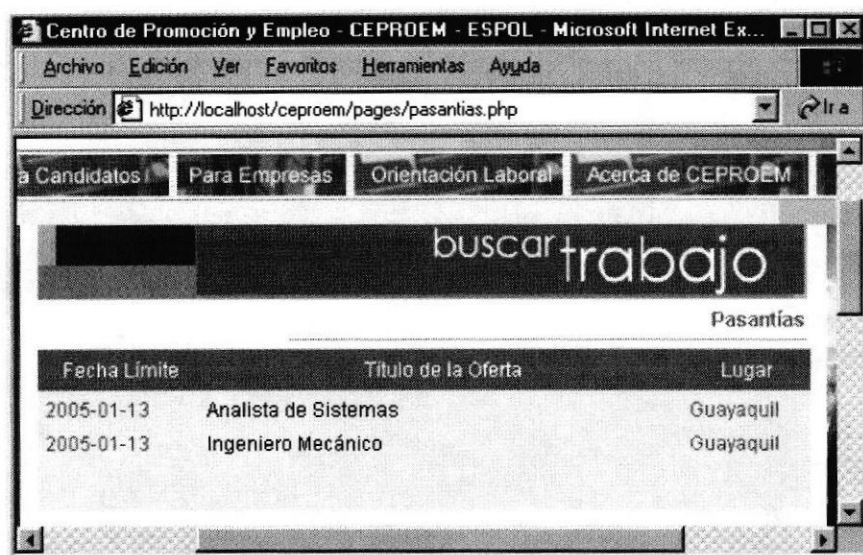 Centro de Promoción y Empleo - CEPROEM - ESPOL - Microsoft Internet Ex...
Archivo Edición Ver Favoritos Herramientas Ayuda
Dirección http://localhost/ceproem/pages/pasantias.php Ir a
a Candidatos Para Empresas Orientación Laboral Acerca de CEPROEM
buscar trabajo
Pasantías
Fecha Límite Título de la Oferta Lugar
2005-01-13 Analista de Sistemas Guayaquil
2005-01-13 Ingeniero Mecánico Guayaquil